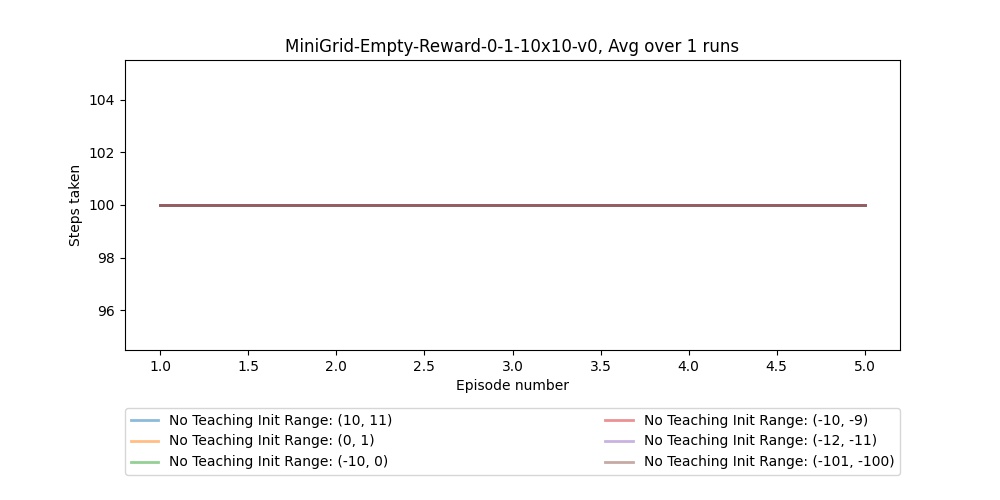 MiniGrid-Empty-Reward-0-1-10x10-v0, Avg over 1 runs
104
102
100
98
96
Steps taken
1.0 1.5 2.0 2.5 3.0 3.5 4.0 4.5 5.0
Episode number
No Teaching Init Range: (10, 11)
No Teaching Init Range: (0, 1)
No Teaching Init Range: (-10, 0)
No Teaching Init Range: (-10, -9)
No Teaching Init Range: (-12, -11)
No Teaching Init Range: (-101, -100)